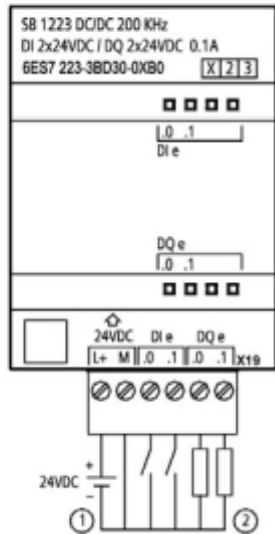 SB 1223 DC/DC 200 KHz
DI 2x24VDC / DQ 2x24VDC 0.1A
6ES7 223-3BD30-0XB0 X 2 3
.0 .1
DI e
DQ e
.0 .1
24VDC DI e DQ e
L+ M .0 .1 .0 .1 X19
+
24VDC
–
1 2